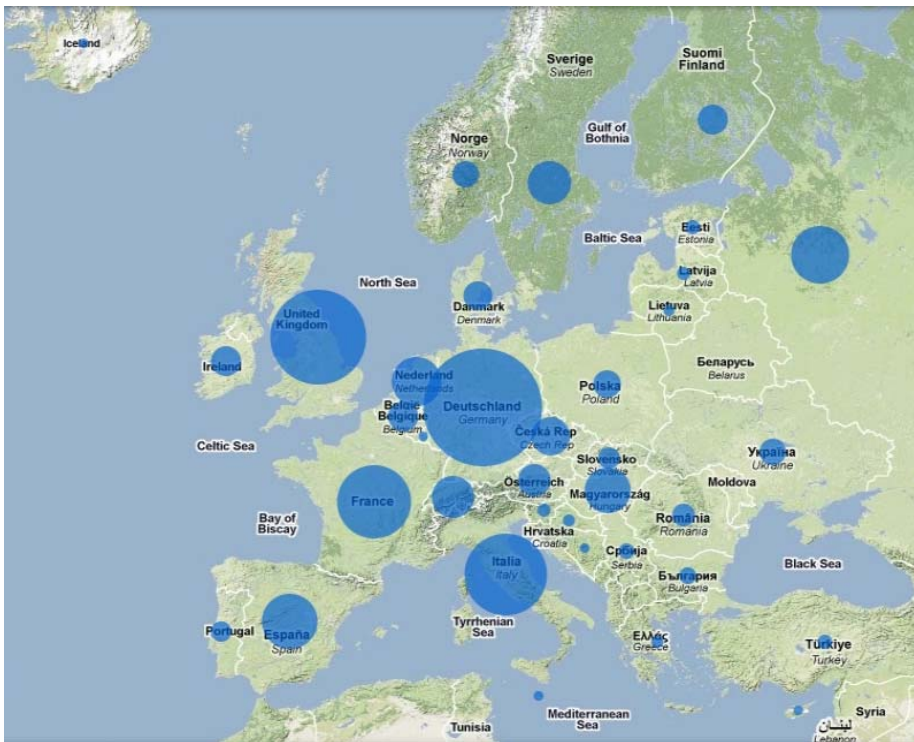 Iceland
Sverige
Sweden
Suomi
Finland
Norge
Norway
Gulf of
Bothnia
Eesti
Estonia
Baltic Sea
Latvija
Latvia
North Sea
Danmark
Denmark
Lietuva
Lithuania
United
Kingdom
Ireland
Беларусь
Belarus
Nederland
Netherlands
Polska
Poland
België
Belgique
Belgium
Deutschland
Germany
Celtic Sea
Česká Rep
Czech Rep
Україна
Ukraine
Slovensko
Slovakia
Moldova
Österreich
Austria
Magyarország
Hungary
France
Bay of
Biscay
România
Romania
Hrvatska
Croatia
Србија
Serbia
Italia
Italy
България
Bulgaria
Black Sea
Tyrrhenian
Sea
Portugal
España
Spain
Ελλάς
Greece
Türkiye
Turkey
Mediterranean
Sea
Tunisia
Syria
لبنان
Lebanon